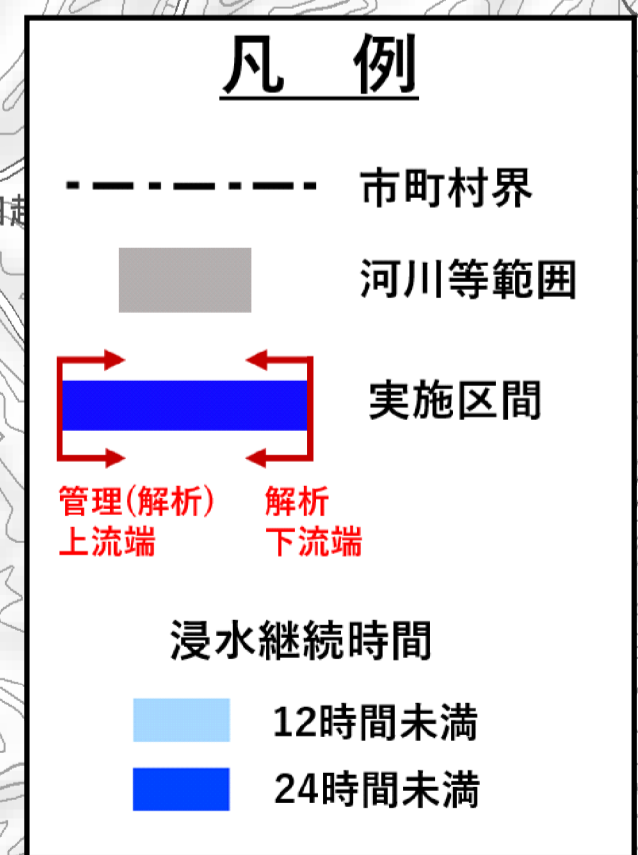 凡　例
市町村界
河川等範囲
実施区間
管理(解析)
上流端
解析
下流端
浸水継続時間
12時間未満
24時間未満